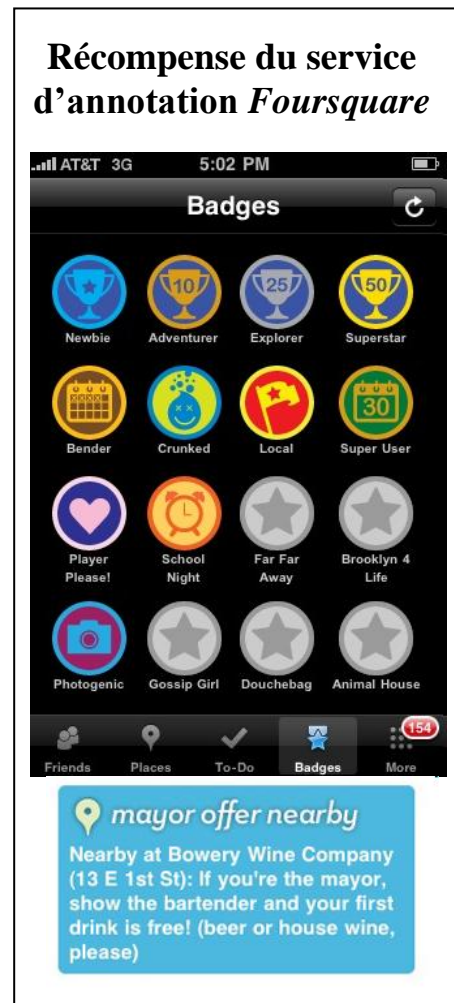 Récompense du service
d'annotation Foursquare
AT&T 3G 5:02 PM
Badges
10 25 50
Newbie Adventurer Explorer Superstar
30
Bender Crunked Local Super User
Player Please! School Night Far Far Away Brooklyn 4 Life
Photogenic Gossip Girl Douchebag Animal House
154
Friends Places To-Do Badges More
mayor offer nearby
Nearby at Bowery Wine Company
(13 E 1st St): If you're the mayor,
show the bartender and your first
drink is free! (beer or house wine,
please)